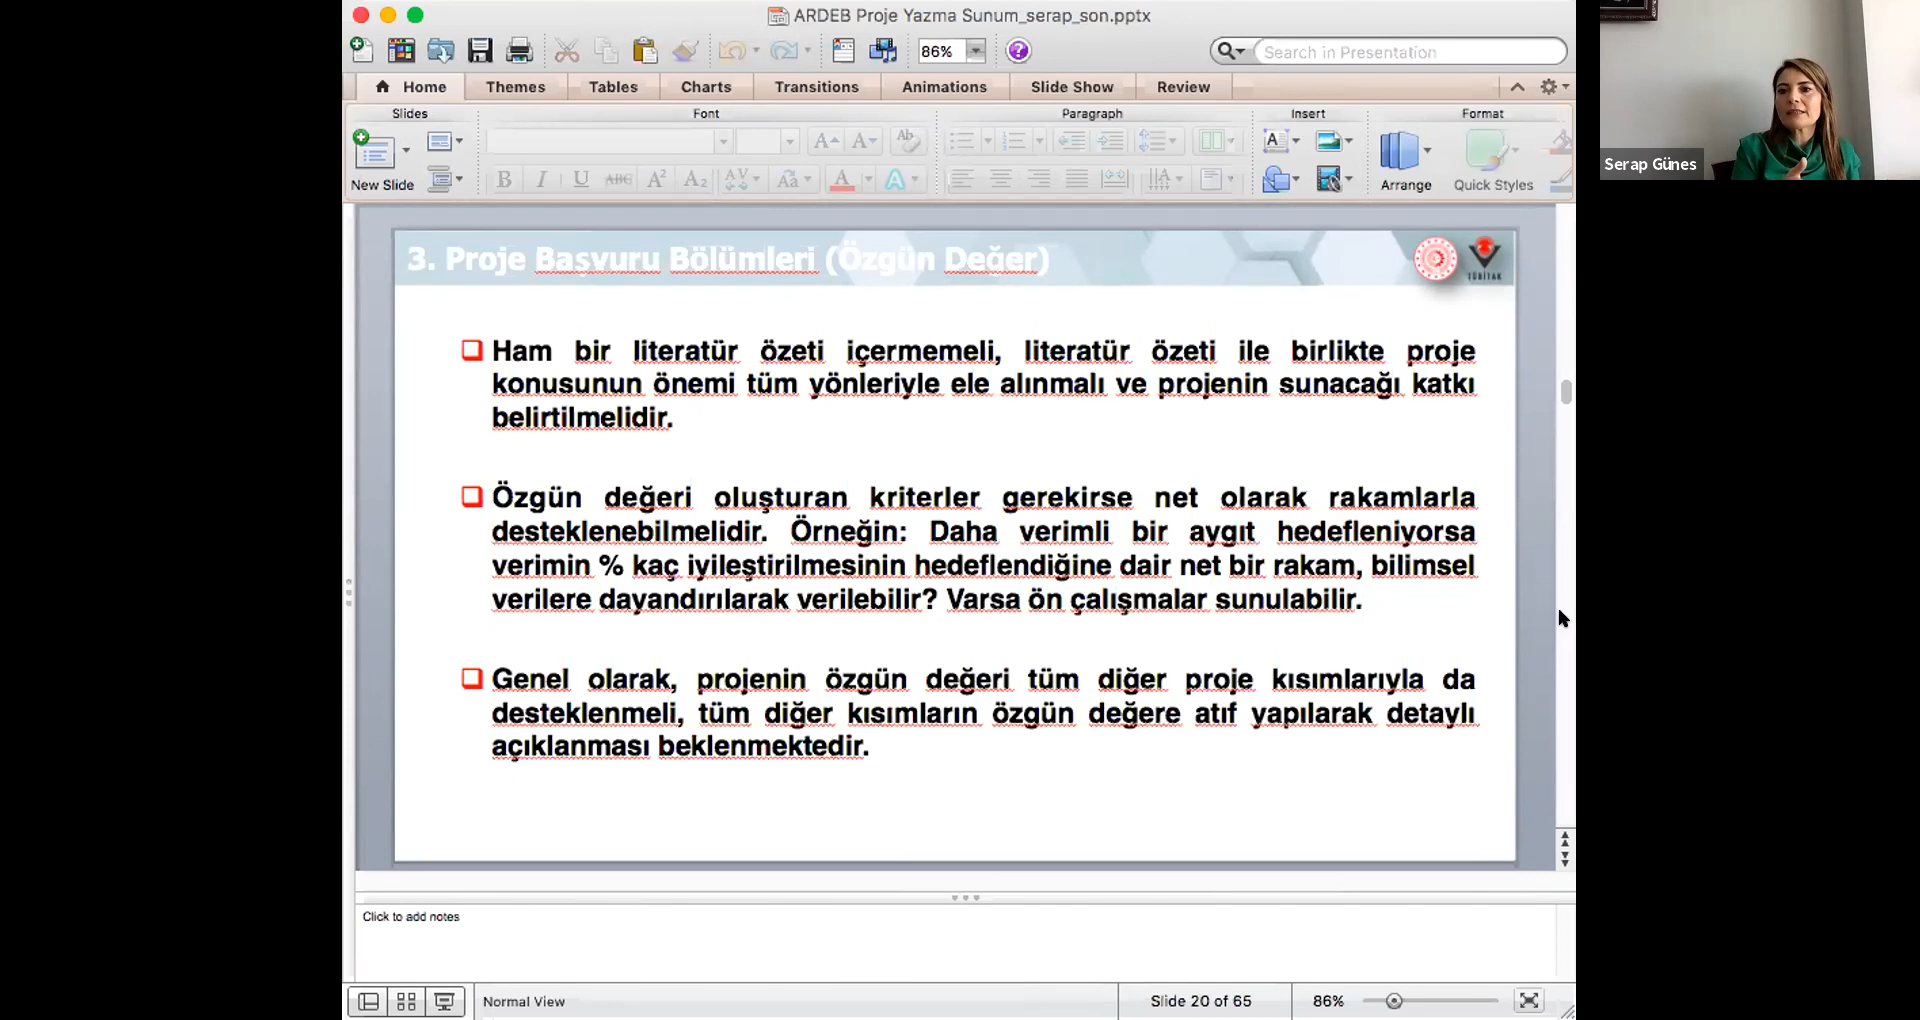 ARDEB Proje Yazma Sunum_serap_son.pptx
86%
Search in Presentation
Home
Themes
Tables
Charts
Transitions
Animations
Slide Show
Review
Slides
Font
Paragraph
Insert
Format
New Slide
Arrange
Quick Styles
Serap Günes
3. Proje Başvuru Bölümleri (Özgün Değer)
TÜBİTAK
Ham bir literatür özeti içermemeli, literatür özeti ile birlikte proje
konusunun önemi tüm yönleriyle ele alınmalı ve projenin sunacağı katkı
belirtilmelidir.
Özgün değeri oluşturan kriterler gerekirse net olarak rakamlarla
desteklenebilmelidir. Örneğin: Daha verimli bir aygıt hedefleniyorsa
verimin % kaç iyileştirilmesinin hedeflendiğine dair net bir rakam, bilimsel
verilere dayandırılarak verilebilir? Varsa ön çalışmalar sunulabilir.
Genel olarak, projenin özgün değeri tüm diğer proje kısımlarıyla da
desteklenmeli, tüm diğer kısımların özgün değere atıf yapılarak detaylı
açıklanması beklenmektedir.
Click to add notes
Normal View
Slide 20 of 65
86%